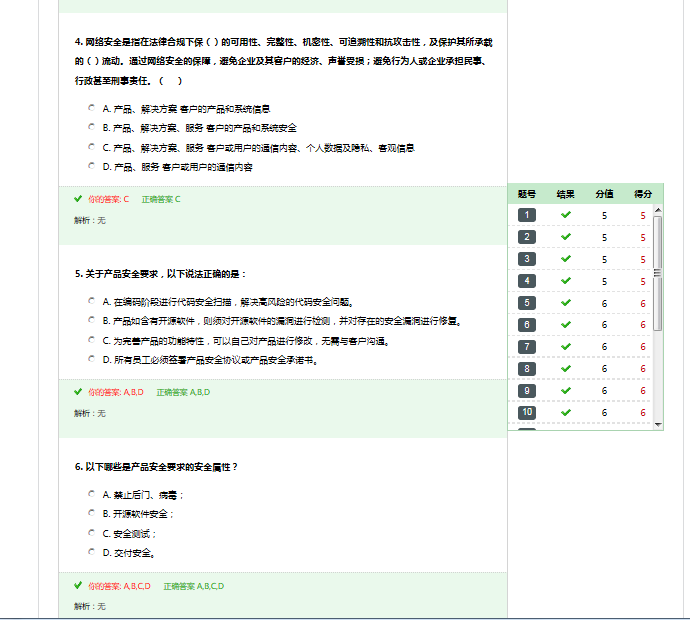 4. 网络安全是指在法律合规下保（ ）的可用性、完整性、机密性、可追溯性和抗攻击性，及保护其所承载
的（ ）流动。通过网络安全的保障，避免企业及其客户的经济、声誉受损；避免行为人或企业承担民事、
行政甚至刑事责任。（ ）
A. 产品、解决方案 客户的产品和系统信息
B. 产品、解决方案、服务 客户的产品和系统安全
C. 产品、解决方案、服务 客户或用户的通信内容、个人数据及隐私、客观信息
D. 产品、服务 客户或用户的通信内容
你的答案: C 正确答案 C
解析：无
5. 关于产品安全要求，以下说法正确的是：
A. 在编码阶段进行代码安全扫描，解决高风险的代码安全问题。
B. 产品如含有开源软件，则须对开源软件的漏洞进行检测，并对存在的安全漏洞进行修复。
C. 为完善产品的功能特性，可以自己对产品进行修改，无需与客户沟通。
D. 所有员工必须签署产品安全协议或产品安全承诺书。
你的答案: A,B,D 正确答案 A,B,D
解析：无
6. 以下哪些是产品安全要求的安全属性？
A. 禁止后门、病毒；
B. 开源软件安全；
C. 安全测试；
D. 交付安全。
你的答案: A,B,C,D 正确答案 A,B,C,D
解析：无
题号 结果 分值 得分
1 5 5
2 5 5
3 5 5
4 5 5
5 6 6
6 6 6
7 6 6
8 6 6
9 6 6
10 6 6